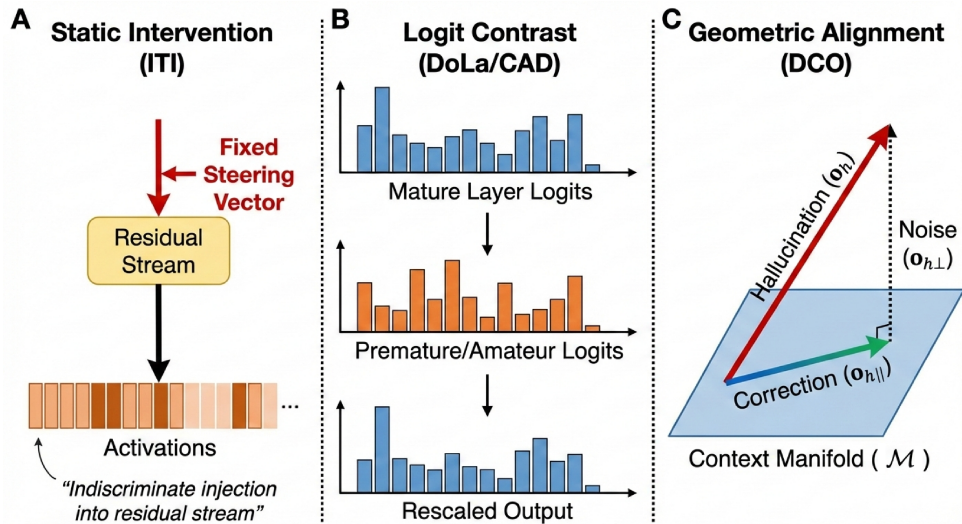 A
Static Intervention
(ITI)
Fixed
Steering
Vector
Residual
Stream
...
Activations
"Indiscriminate injection
into residual stream"
B
Logit Contrast
(DoLa/CAD)
Mature Layer Logits
Premature/Amateur Logits
Rescaled Output
C
Geometric Alignment
(DCO)
Hallucination (𝐨ₕ)
Noise
(𝐨ₕ⊥)
Correction (𝐨ₕ∥)
Context Manifold ( ℳ )